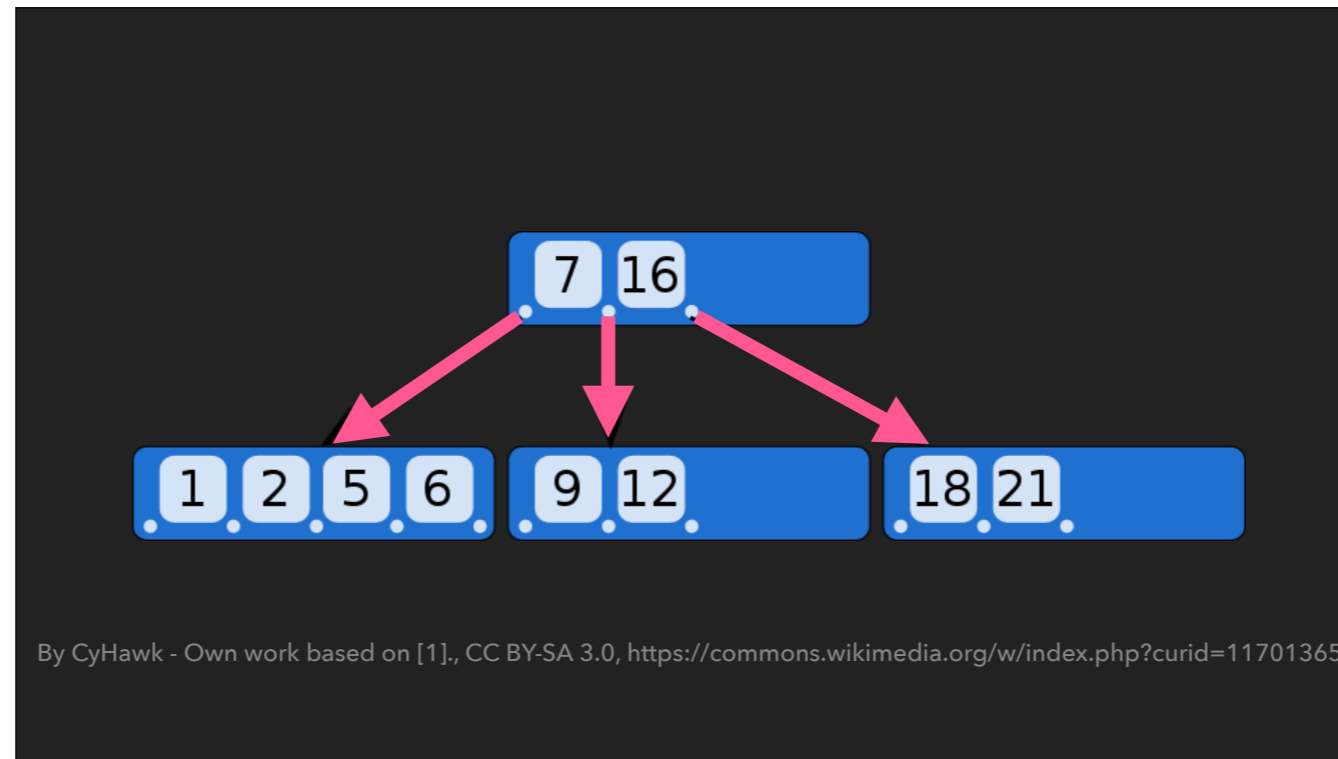 7 16
1 2 5 6 9 12 18 21
By CyHawk - Own work based on [1]., CC BY-SA 3.0, https://commons.wikimedia.org/w/index.php?curid=11701365